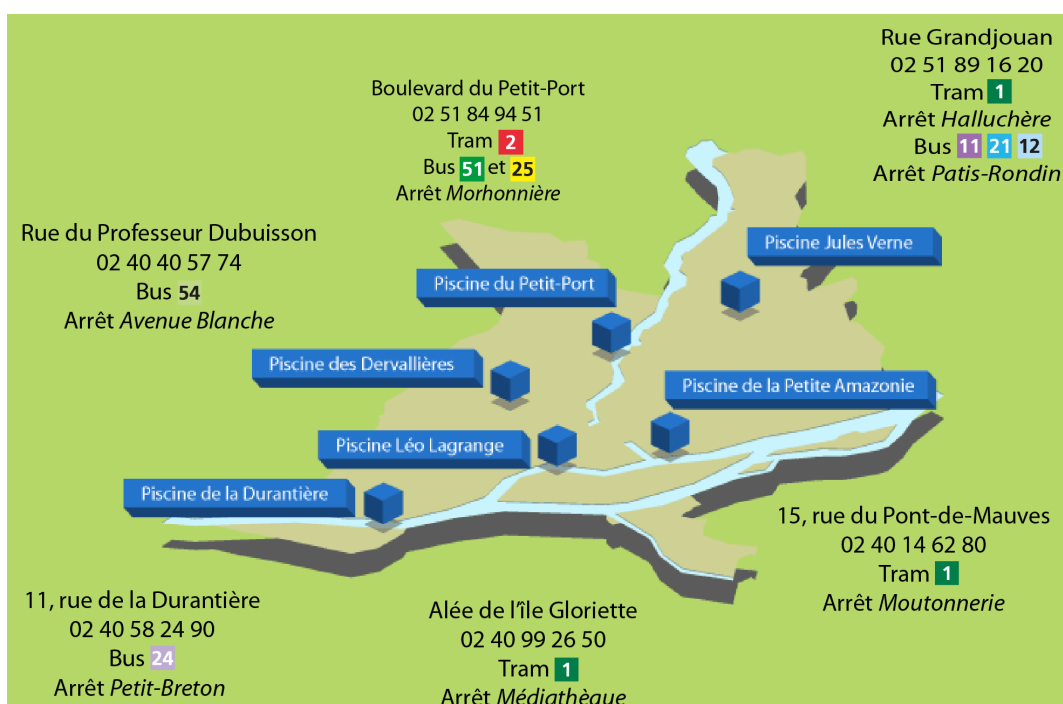 Rue Grandjouan
02 51 89 16 20
Tram 1
Arrêt Halluchère
Bus 11 21 12
Arrêt Patis-Rondin
Boulevard du Petit-Port
02 51 84 94 51
Tram 2
Bus 51 et 25
Arrêt Morhonnière
Rue du Professeur Dubuisson
02 40 40 57 74
Bus 54
Arrêt Avenue Blanche
Piscine Jules Verne
Piscine du Petit-Port
Piscine des Dervallières
Piscine de la Petite Amazonie
Piscine Léo Lagrange
Piscine de la Durantière
15, rue du Pont-de-Mauves
02 40 14 62 80
Tram 1
Arrêt Moutonnerie
11, rue de la Durantière
02 40 58 24 90
Bus 24
Arrêt Petit-Breton
Alée de l'île Gloriette
02 40 99 26 50
Tram 1
Arrêt Médiathèque